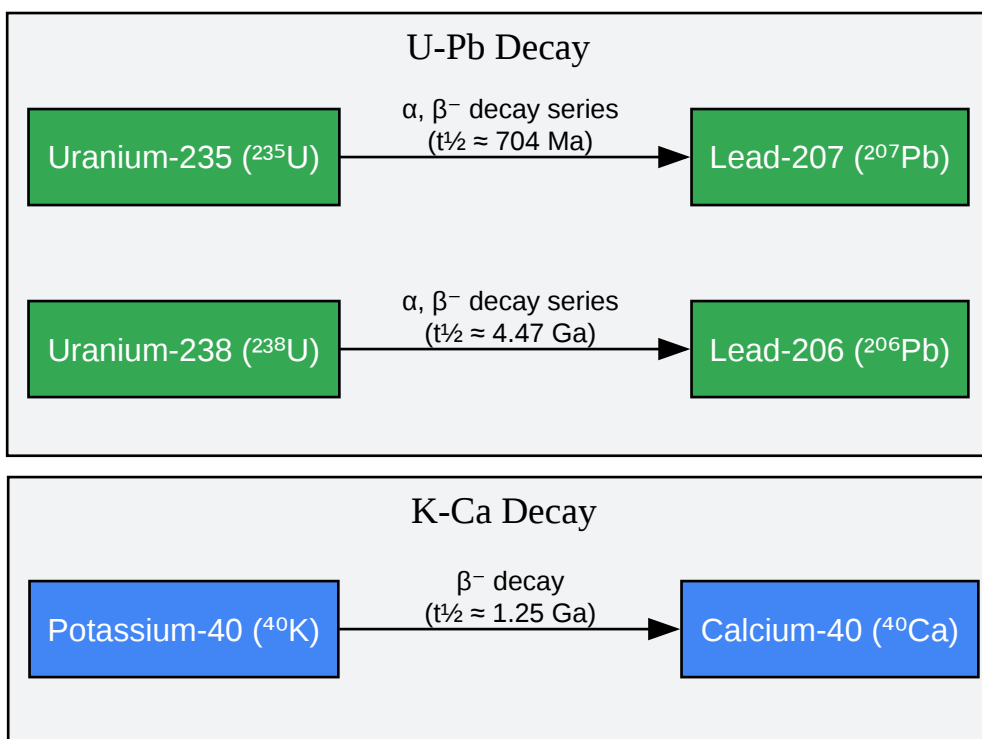 U-Pb Decay
α, β⁻ decay series
(t½ ≈ 704 Ma)
Uranium-235 (²³⁵U)
Lead-207 (²⁰⁷Pb)
α, β⁻ decay series
(t½ ≈ 4.47 Ga)
Uranium-238 (²³⁸U)
Lead-206 (²⁰⁶Pb)
K-Ca Decay
β⁻ decay
(t½ ≈ 1.25 Ga)
Potassium-40 (⁴⁰K)
Calcium-40 (⁴⁰Ca)